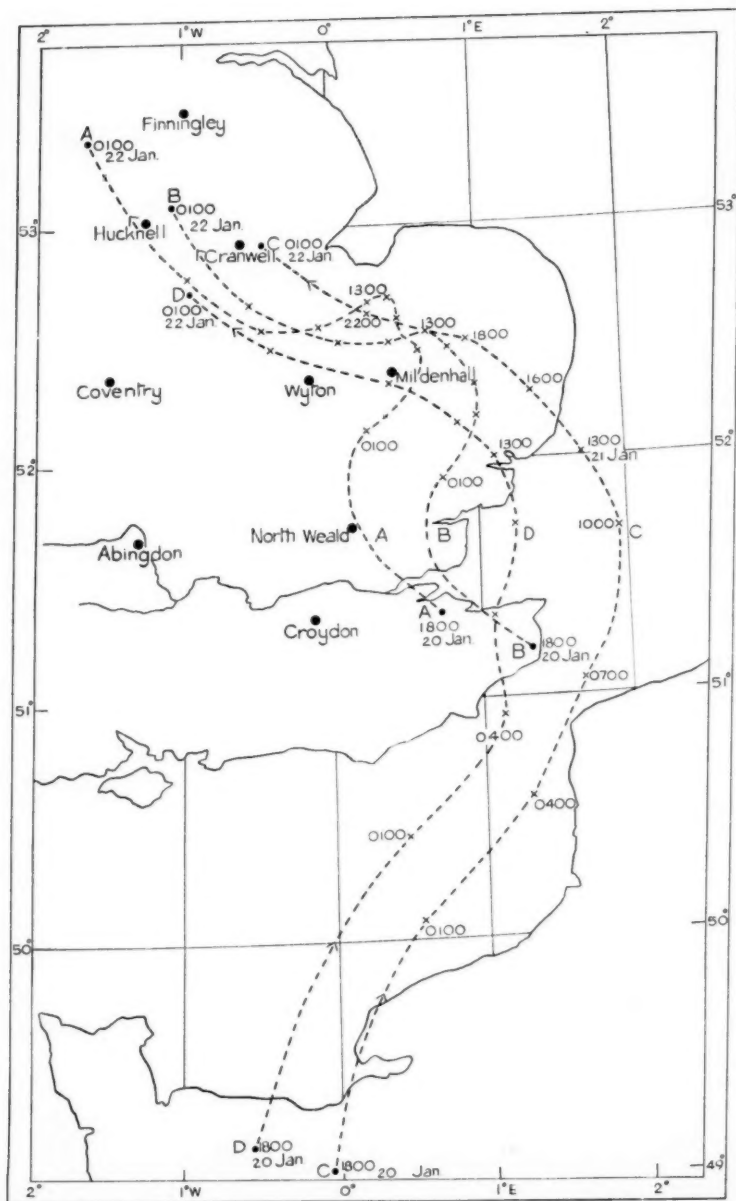 2°
1°W
0°
1°E
2°
Finningley
A
0100
22 Jan.
B
0100
22 Jan.
53°
53°
Hucknell
Cranwell
C
0100
22 Jan.
D
0100
22 Jan.
1300
2200
1300
1800
Coventry
Wyton
Mildenhall
1600
0100
1300
1300
21 Jan
52°
52°
0100
1000
C
North Weald
A
B
D
Abingdon
A
1800
20 Jan.
Croydon
B
1800
20 Jan.
0700
51°
51°
0400
0400
0100
0100
50°
50°
D
1800
20 Jan.
C
1800 20 Jan.
49°
2°
1°W
0°
1°E
2°